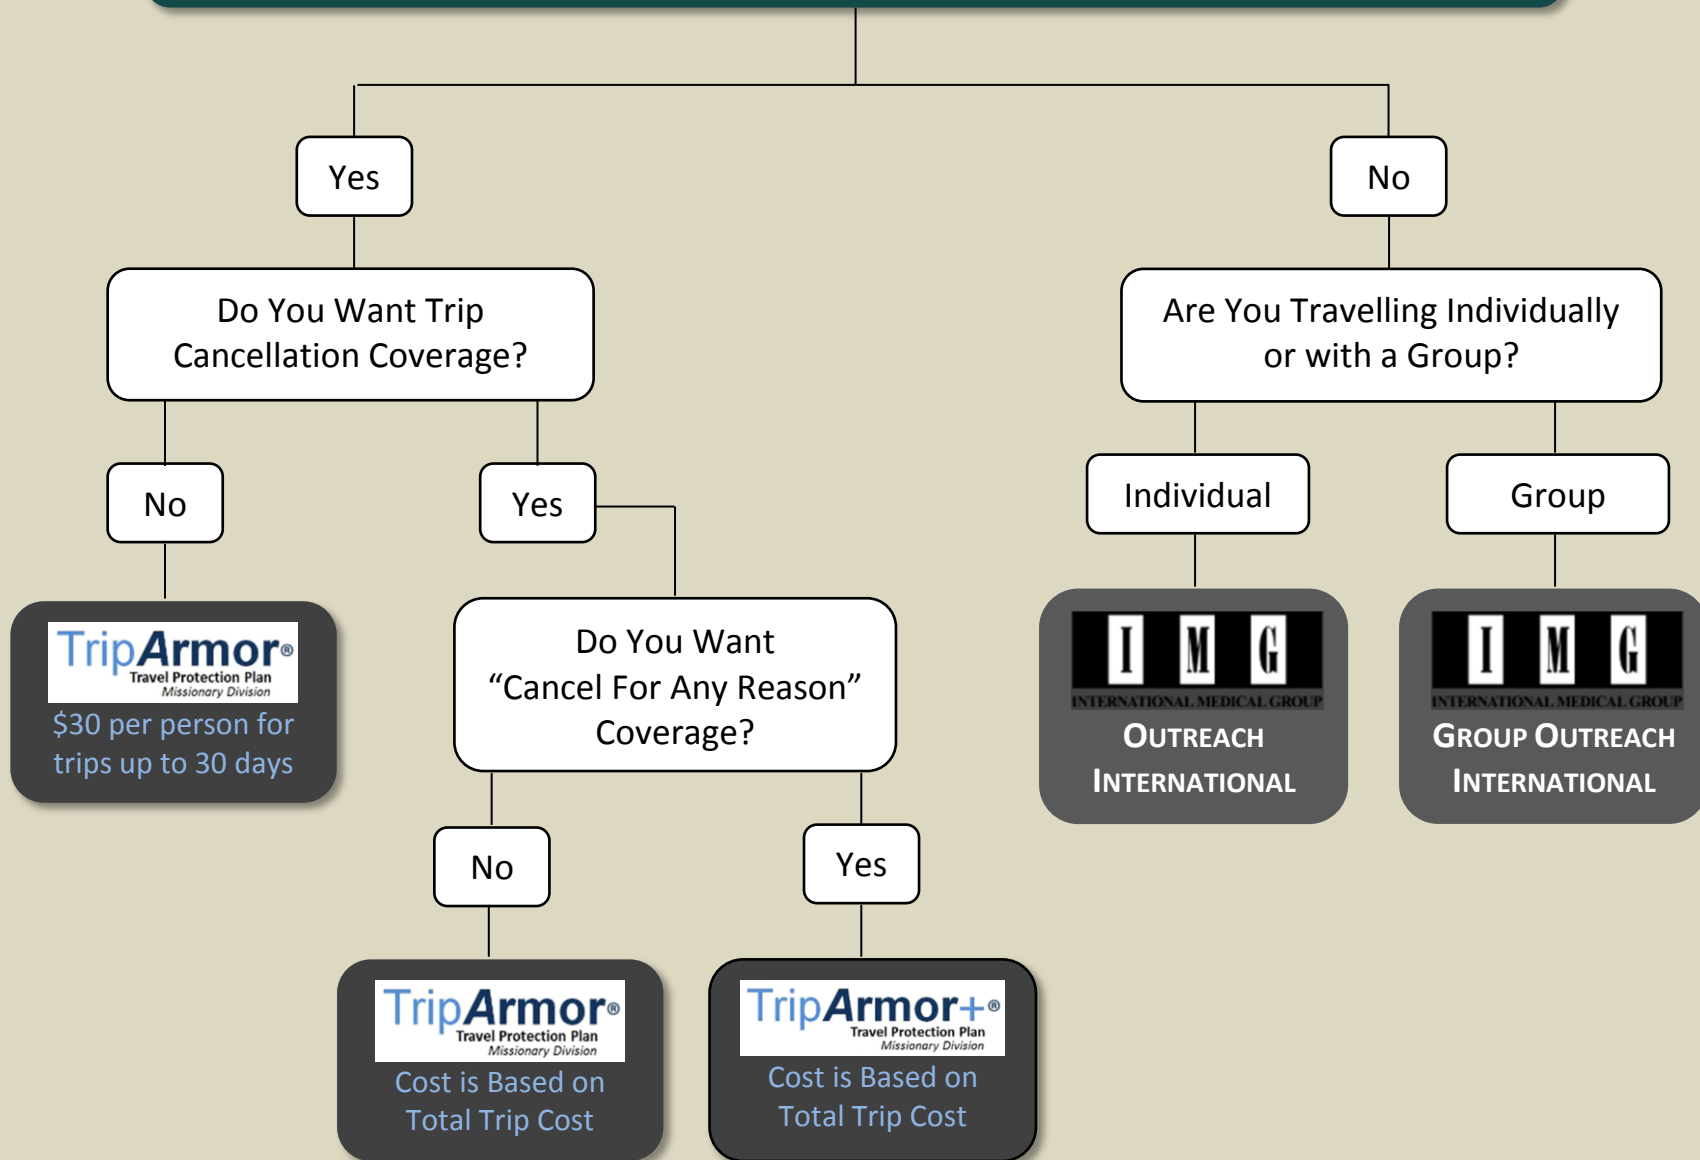 Yes
No
Do You Want Trip
Cancellation Coverage?
Are You Travelling Individually
or with a Group?
No
Yes
Individual
Group
TripArmor®
Travel Protection Plan
Missionary Division
$30 per person for
trips up to 30 days
Do You Want
“Cancel For Any Reason”
Coverage?
I M G
INTERNATIONAL MEDICAL GROUP
OUTREACH
INTERNATIONAL
I M G
INTERNATIONAL MEDICAL GROUP
GROUP OUTREACH
INTERNATIONAL
No
Yes
TripArmor®
Travel Protection Plan
Missionary Division
Cost is Based on
Total Trip Cost
TripArmor+®
Travel Protection Plan
Missionary Division
Cost is Based on
Total Trip Cost